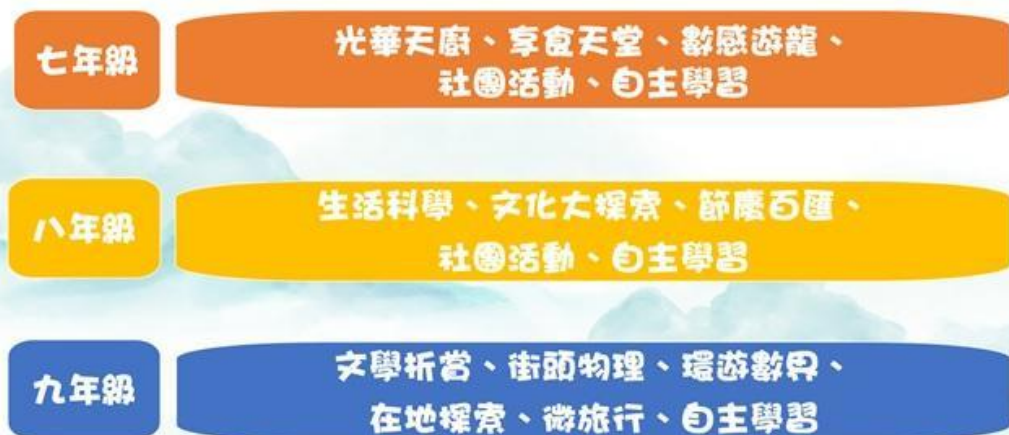 七年級
光華天廚、享食天堂、數感遊龍、
社團活動、自主學習
八年級
生活科學、文化大探索、節慶百匯、
社團活動、自主學習
九年級
文學析賞、街頭物理、環遊數界、
在地探索、微旅行、自主學習